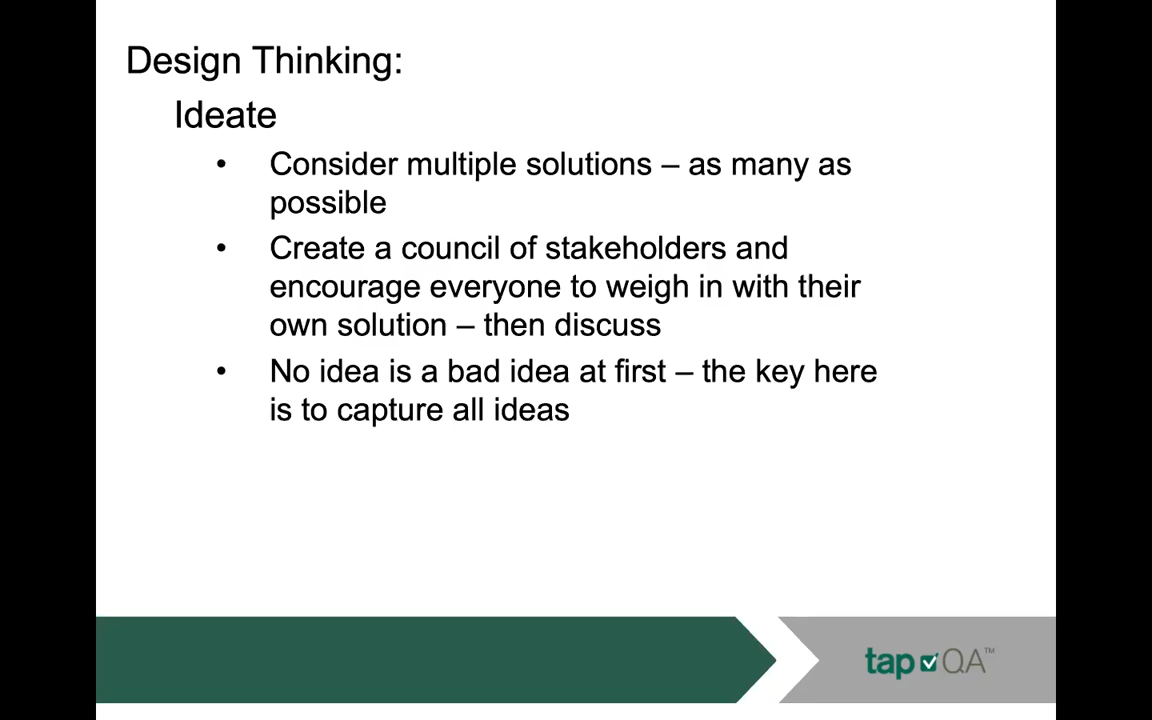 Design Thinking:
Ideate
• Consider multiple solutions – as many as
possible
• Create a council of stakeholders and
encourage everyone to weigh in with their
own solution – then discuss
• No idea is a bad idea at first – the key here
is to capture all ideas
tap QA™